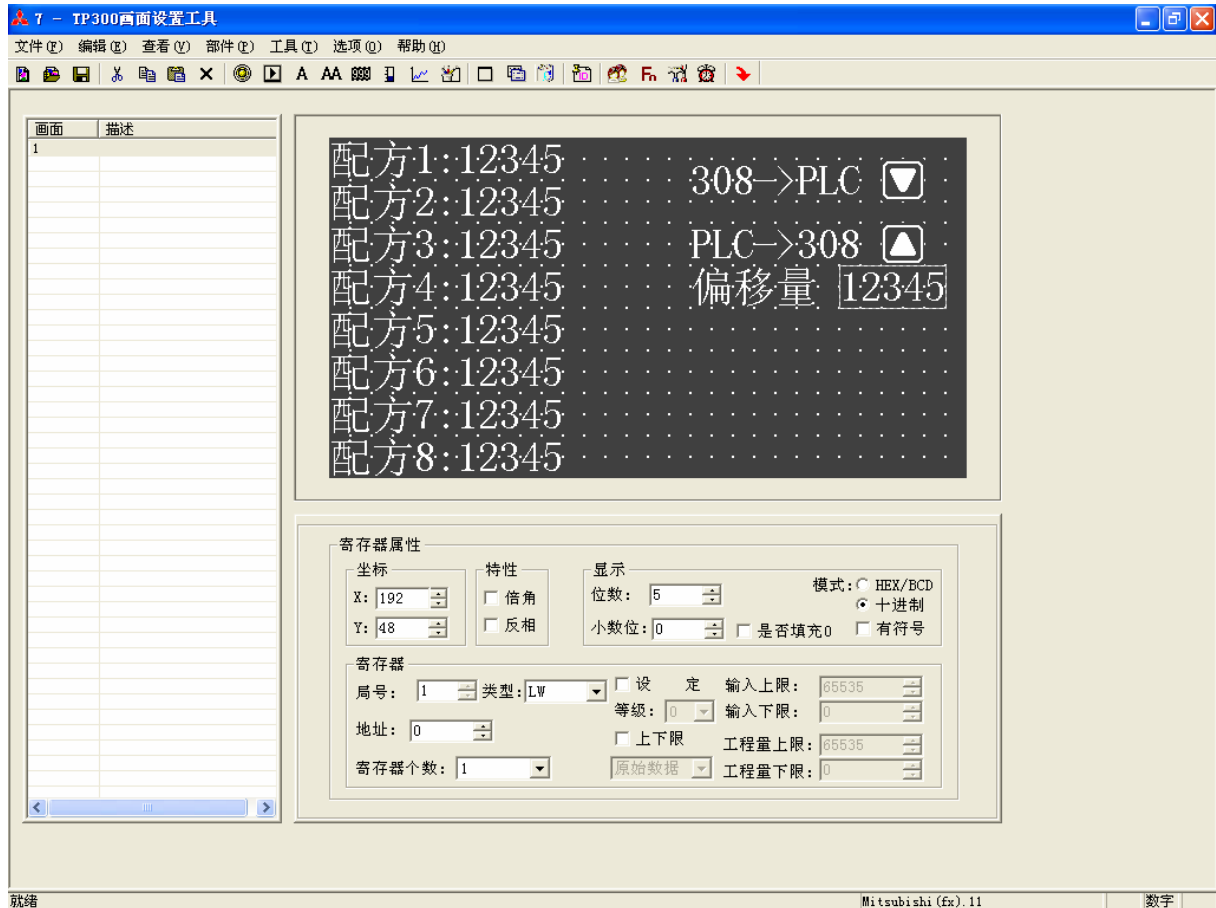 7 - TP300画面设置工具
文件(F) 编辑(E) 查看(V) 部件(P) 工具(T) 选项(O) 帮助(H)
A AA Fn
画面 描述
1
配方1:12345
配方2:12345
配方3:12345
配方4:12345
配方5:12345
配方6:12345
配方7:12345
配方8:12345
308->PLC
PLC->308
偏移量 12345
寄存器属性
坐标
X: 192
Y: 48
特性
倍角
反相
显示
位数: 5
小数位: 0
是否填充0
模式: HEX/BCD
十进制
有符号
寄存器
局号: 1 类型: LW
地址: 0
寄存器个数: 1
设 定
等级: 0
上下限
原始数据
输入上限: 65535
输入下限: 0
工程量上限: 65535
工程量下限: 0
就绪 Mitsubishi(fx).11 数字